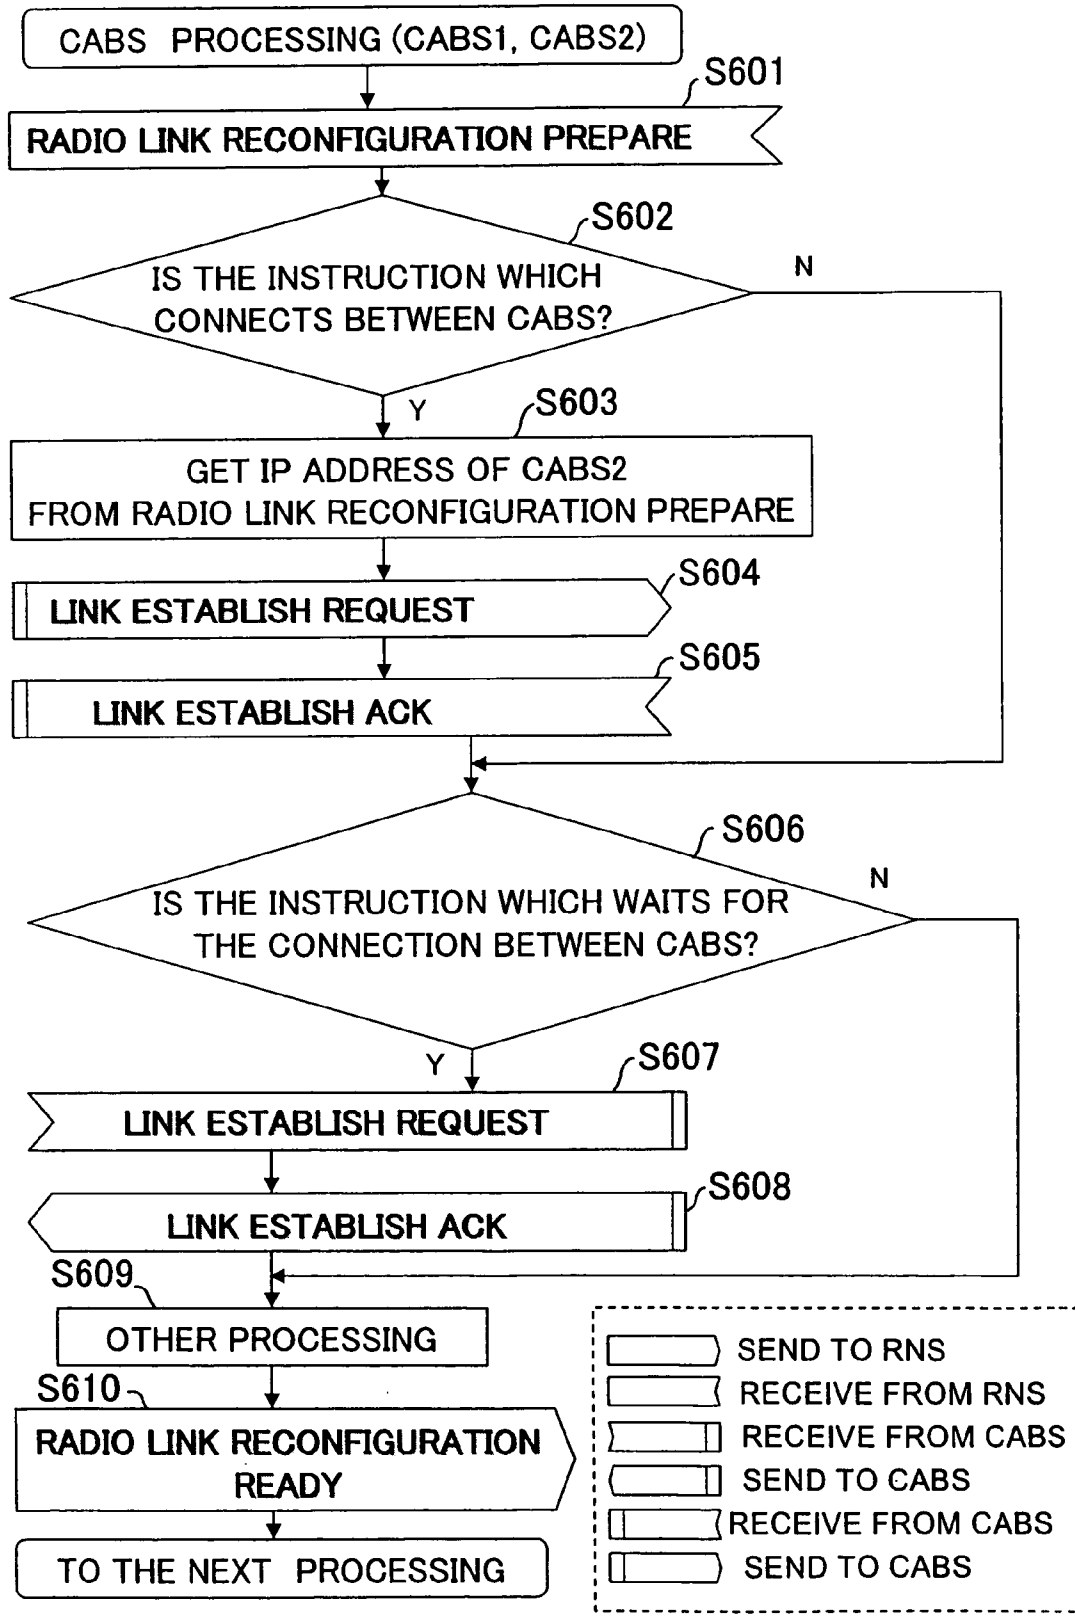 CABS PROCESSING (CABS1, CABS2)
S601
RADIO LINK RECONFIGURATION PREPARE
S602
IS THE INSTRUCTION WHICH
CONNECTS BETWEEN CABS?
N
Y
S603
GET IP ADDRESS OF CABS2
FROM RADIO LINK RECONFIGURATION PREPARE
S604
LINK ESTABLISH REQUEST
S605
LINK ESTABLISH ACK
S606
IS THE INSTRUCTION WHICH WAITS FOR
THE CONNECTION BETWEEN CABS?
N
Y
S607
LINK ESTABLISH REQUEST
S608
LINK ESTABLISH ACK
S609
OTHER PROCESSING
S610
RADIO LINK RECONFIGURATION
READY
TO THE NEXT PROCESSING
SEND TO RNS
RECEIVE FROM RNS
RECEIVE FROM CABS
SEND TO CABS
RECEIVE FROM CABS
SEND TO CABS